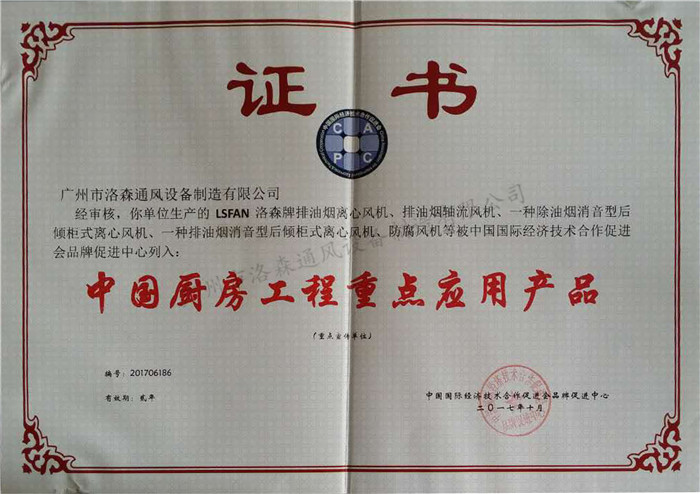 证书
C A
P C
广州市洛森通风设备制造有限公司
经审核，你单位生产的 LSFAN 洛森牌排油烟离心风机、排油烟轴流风机、一种除油烟消音型后
倾柜式离心风机、一种排油烟消音型后倾柜式离心风机、防腐风机等被中国国际经济技术合作促进
会品牌促进中心列入：
中国厨房工程重点应用产品
（重点宣传单位）
编号：201706186
有效期：贰年
中国国际经济技术合作促进会品牌促进中心
二〇一七年十月